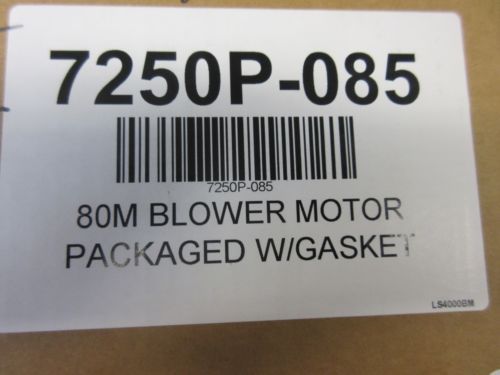 7250P-085
7250P-085
80M BLOWER MOTOR
PACKAGED W/GASKET
LS4000BM